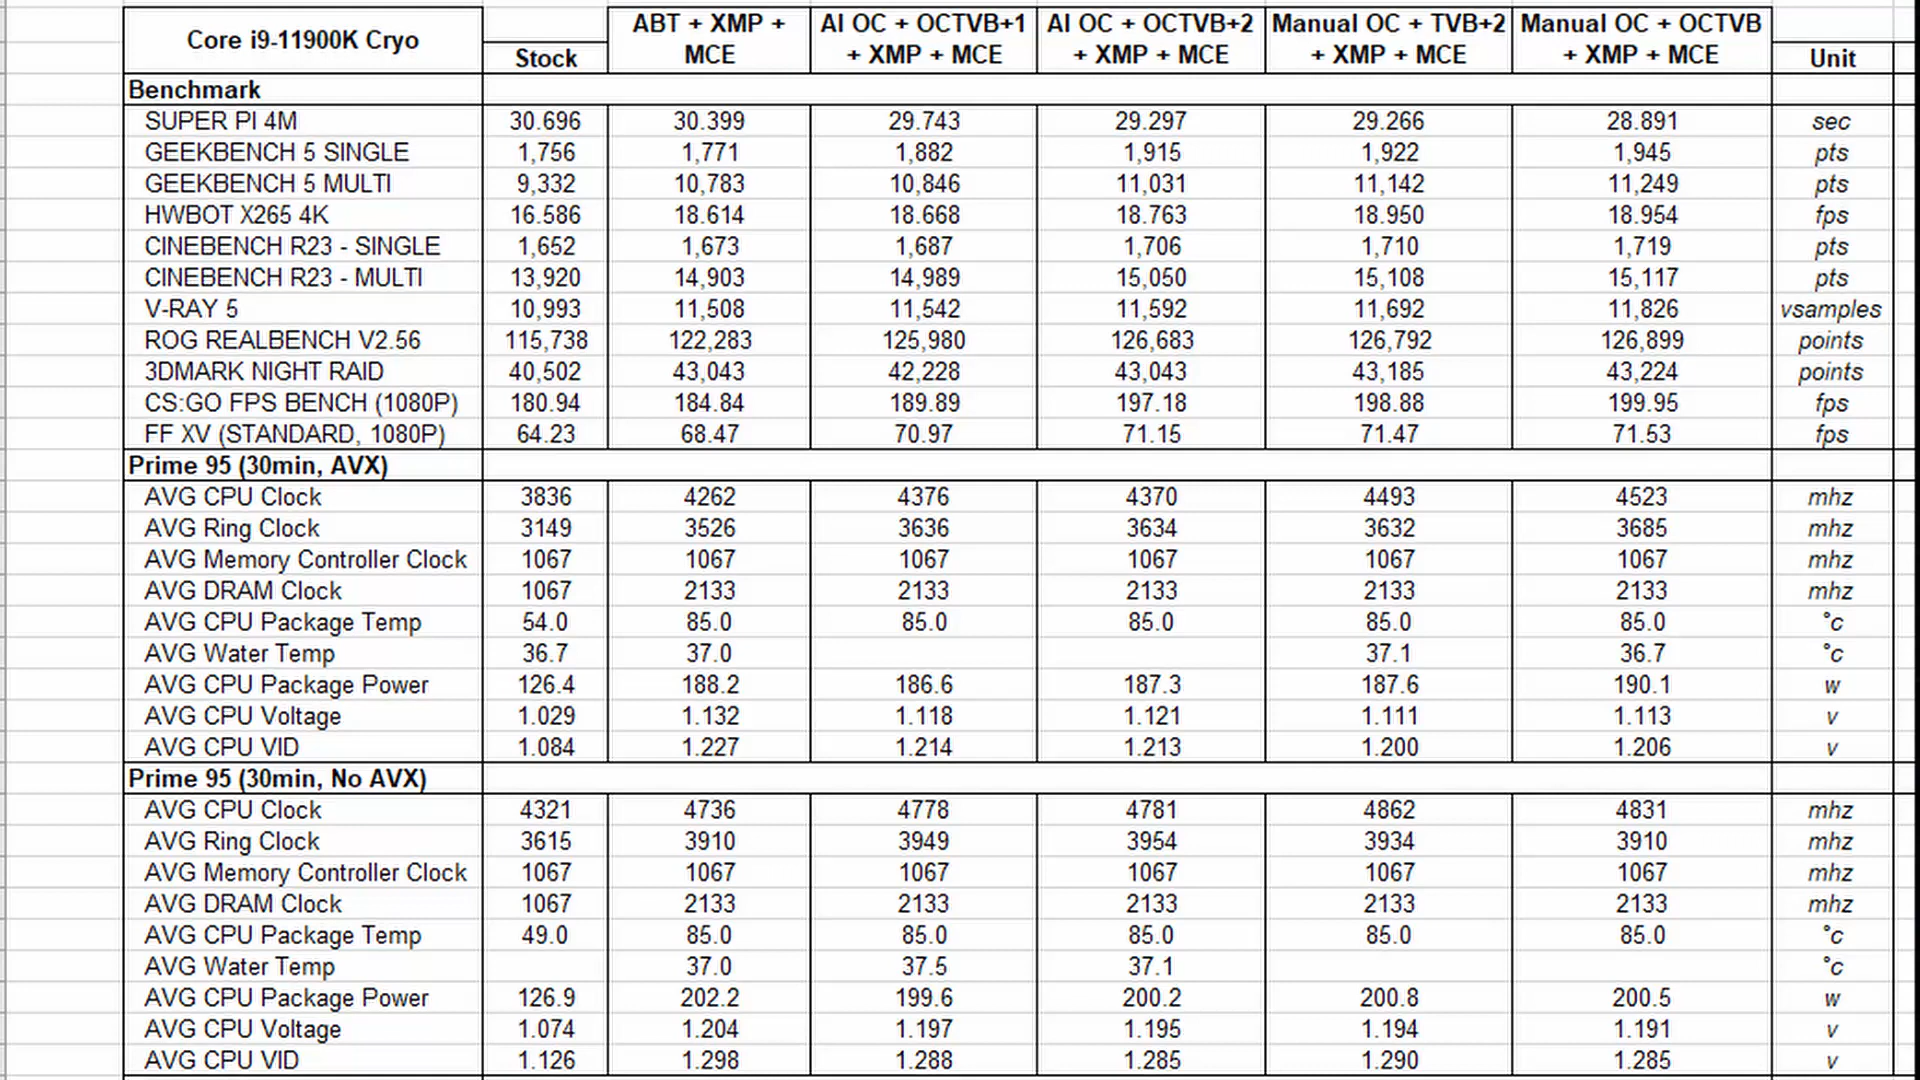 Core i9-11900K Cryo Stock ABT + XMP + MCE AI OC + OCTVB+1 + XMP + MCE AI OC + OCTVB+2 + XMP + MCE Manual OC + TVB+2 + XMP + MCE Manual OC + OCTVB + XMP + MCE Unit
Benchmark
SUPER PI 4M 30.696 30.399 29.743 29.297 29.266 28.891 sec
GEEKBENCH 5 SINGLE 1,756 1,771 1,882 1,915 1,922 1,945 pts
GEEKBENCH 5 MULTI 9,332 10,783 10,846 11,031 11,142 11,249 pts
HWBOT X265 4K 16.586 18.614 18.668 18.763 18.950 18.954 fps
CINEBENCH R23 - SINGLE 1,652 1,673 1,687 1,706 1,710 1,719 pts
CINEBENCH R23 - MULTI 13,920 14,903 14,989 15,050 15,108 15,117 pts
V-RAY 5 10,993 11,508 11,542 11,592 11,692 11,826 vsamples
ROG REALBENCH V2.56 115,738 122,283 125,980 126,683 126,792 126,899 points
3DMARK NIGHT RAID 40,502 43,043 42,228 43,043 43,185 43,224 points
CS:GO FPS BENCH (1080P) 180.94 184.84 189.89 197.18 198.88 199.95 fps
FF XV (STANDARD, 1080P) 64.23 68.47 70.97 71.15 71.47 71.53 fps
Prime 95 (30min, AVX)
AVG CPU Clock 3836 4262 4376 4370 4493 4523 mhz
AVG Ring Clock 3149 3526 3636 3634 3632 3685 mhz
AVG Memory Controller Clock 1067 1067 1067 1067 1067 1067 mhz
AVG DRAM Clock 1067 2133 2133 2133 2133 2133 mhz
AVG CPU Package Temp 54.0 85.0 85.0 85.0 85.0 85.0 °c
AVG Water Temp 36.7 37.0 37.1 36.7 °c
AVG CPU Package Power 126.4 188.2 186.6 187.3 187.6 190.1 w
AVG CPU Voltage 1.029 1.132 1.118 1.121 1.111 1.113 v
AVG CPU VID 1.084 1.227 1.214 1.213 1.200 1.206 v
Prime 95 (30min, No AVX)
AVG CPU Clock 4321 4736 4778 4781 4862 4831 mhz
AVG Ring Clock 3615 3910 3949 3954 3934 3910 mhz
AVG Memory Controller Clock 1067 1067 1067 1067 1067 1067 mhz
AVG DRAM Clock 1067 2133 2133 2133 2133 2133 mhz
AVG CPU Package Temp 49.0 85.0 85.0 85.0 85.0 85.0 °c
AVG Water Temp 37.0 37.5 37.1 °c
AVG CPU Package Power 126.9 202.2 199.6 200.2 200.8 200.5 w
AVG CPU Voltage 1.074 1.204 1.197 1.195 1.194 1.191 v
AVG CPU VID 1.126 1.298 1.288 1.285 1.290 1.285 v